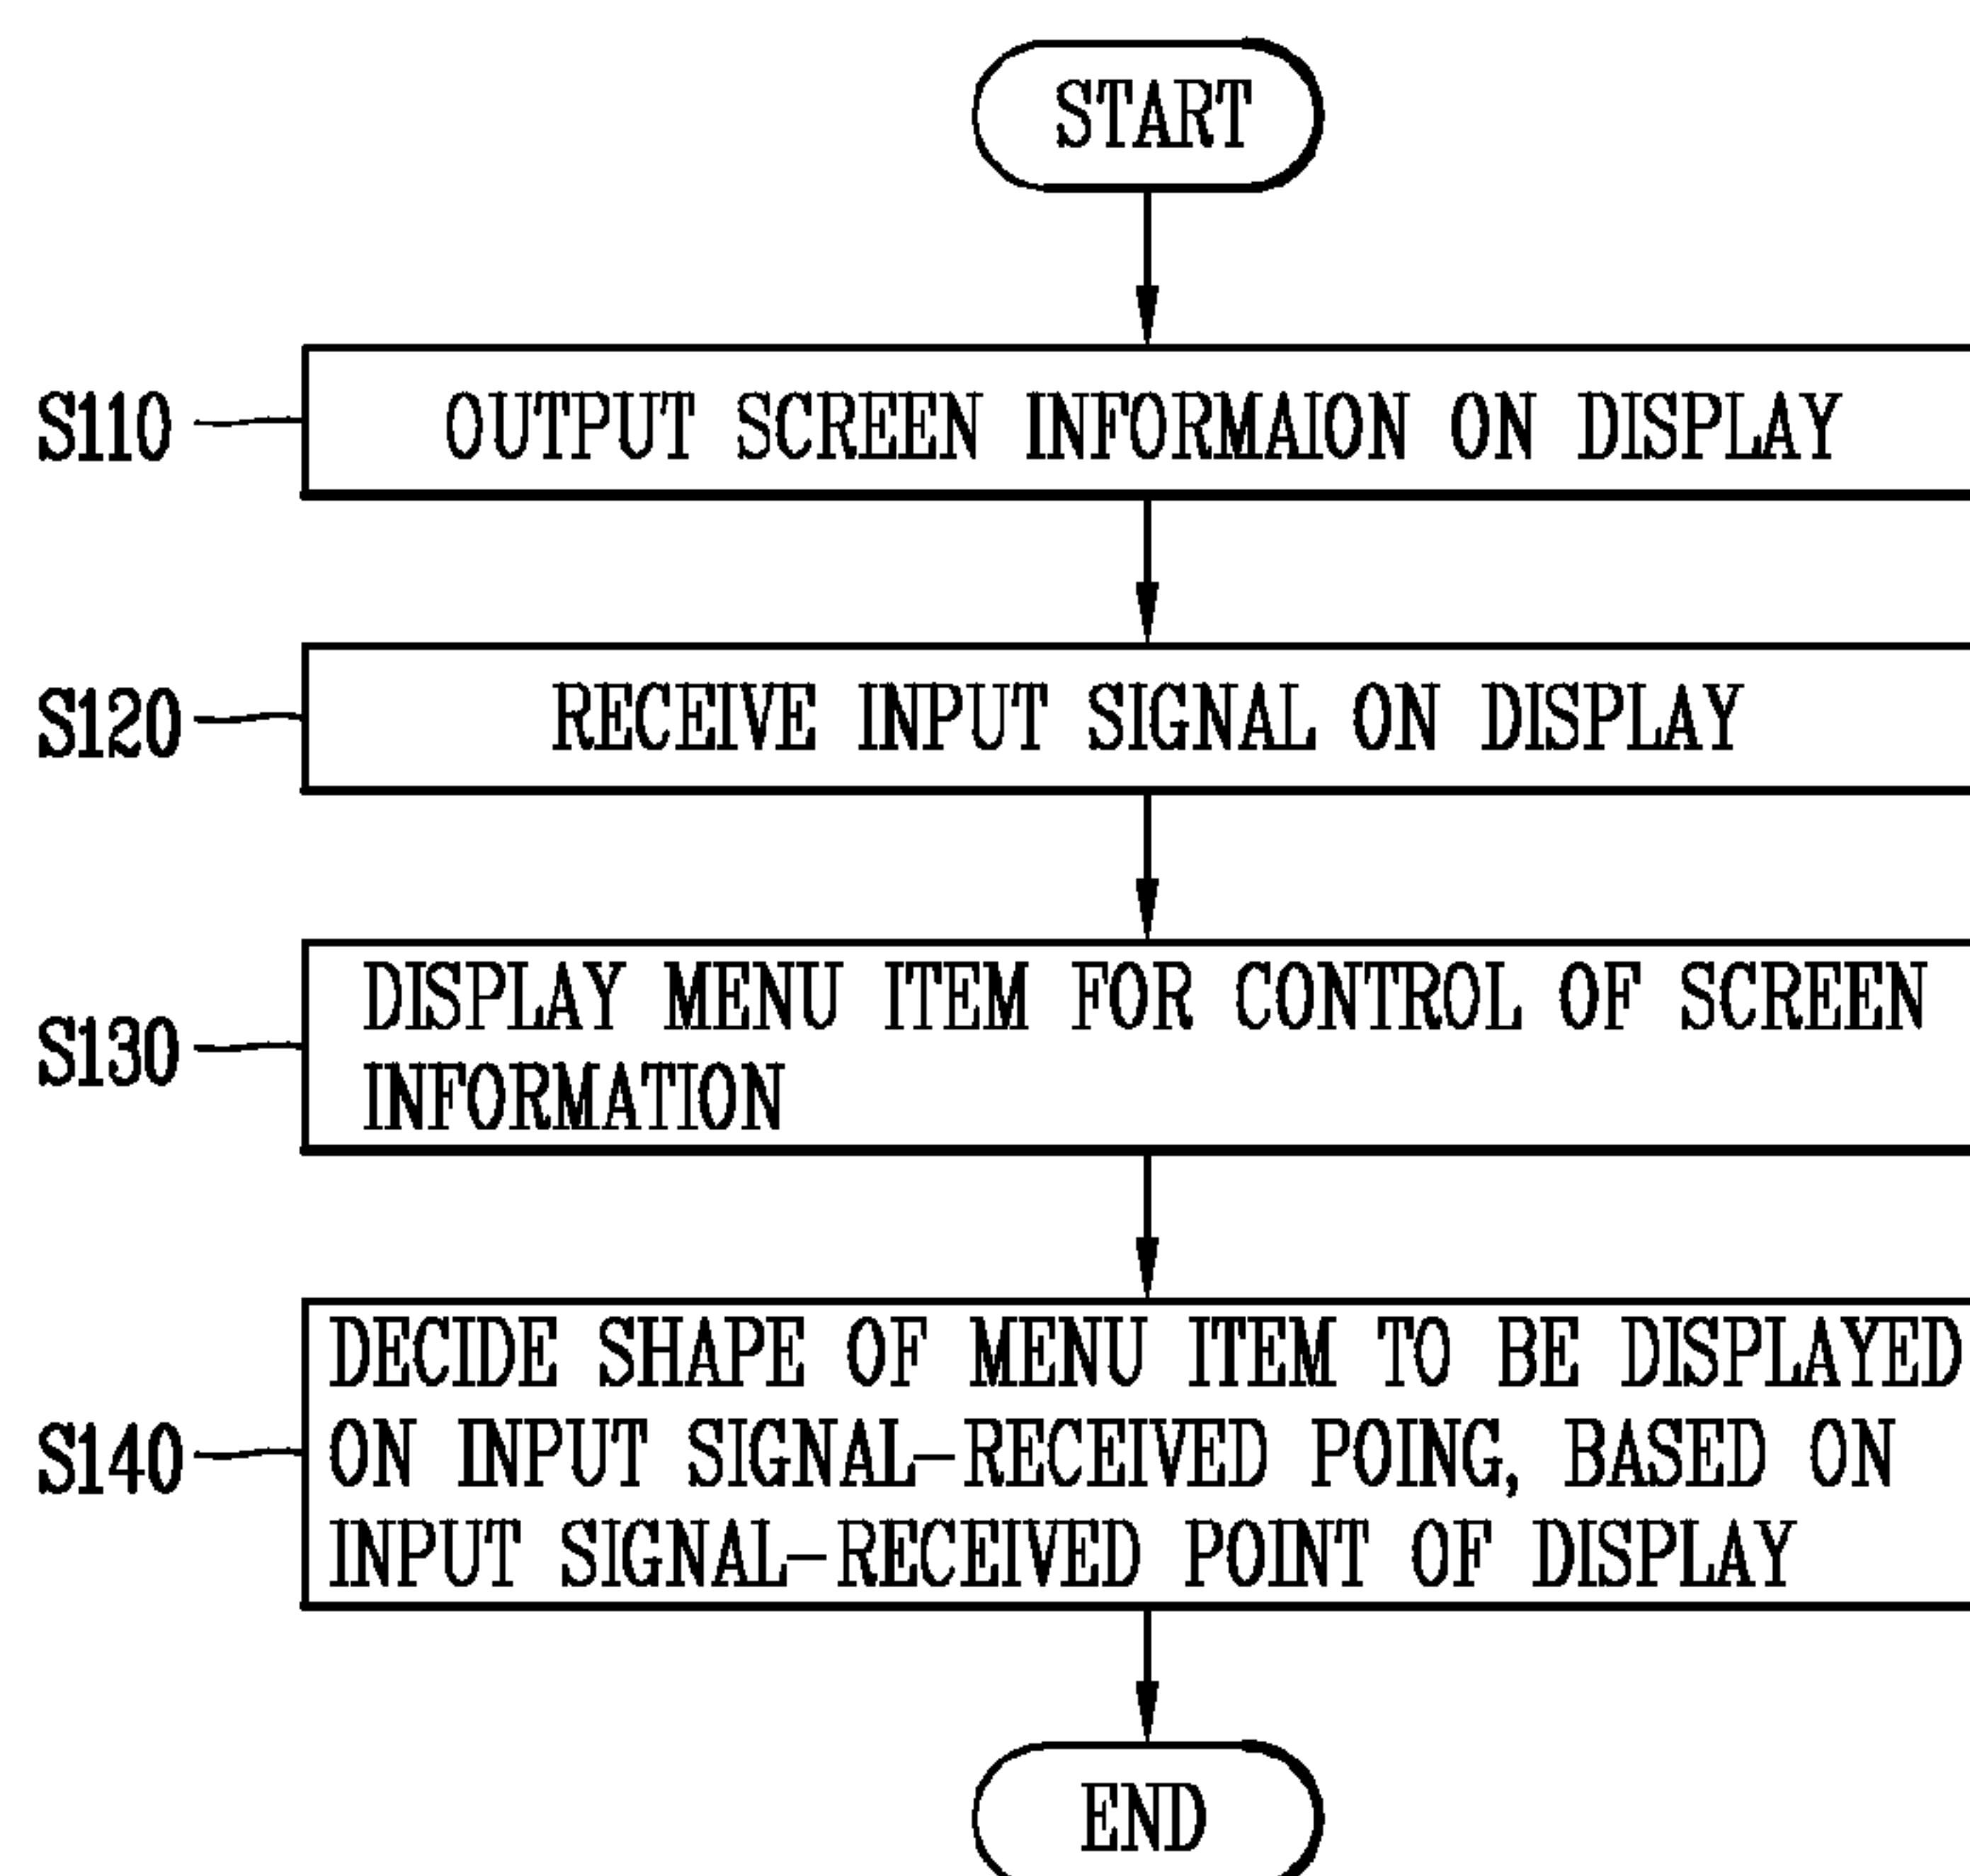 START
S110
OUTPUT SCREEN INFORMAION ON DISPLAY
S120
RECEIVE INPUT SIGNAL ON DISPLAY
S130
DISPLAY MENU ITEM FOR CONTROL OF SCREEN
INFORMATION
S140
DECIDE SHAPE OF MENU ITEM TO BE DISPLAYED
ON INPUT SIGNAL-RECEIVED POING, BASED ON
INPUT SIGNAL-RECEIVED POINT OF DISPLAY
END